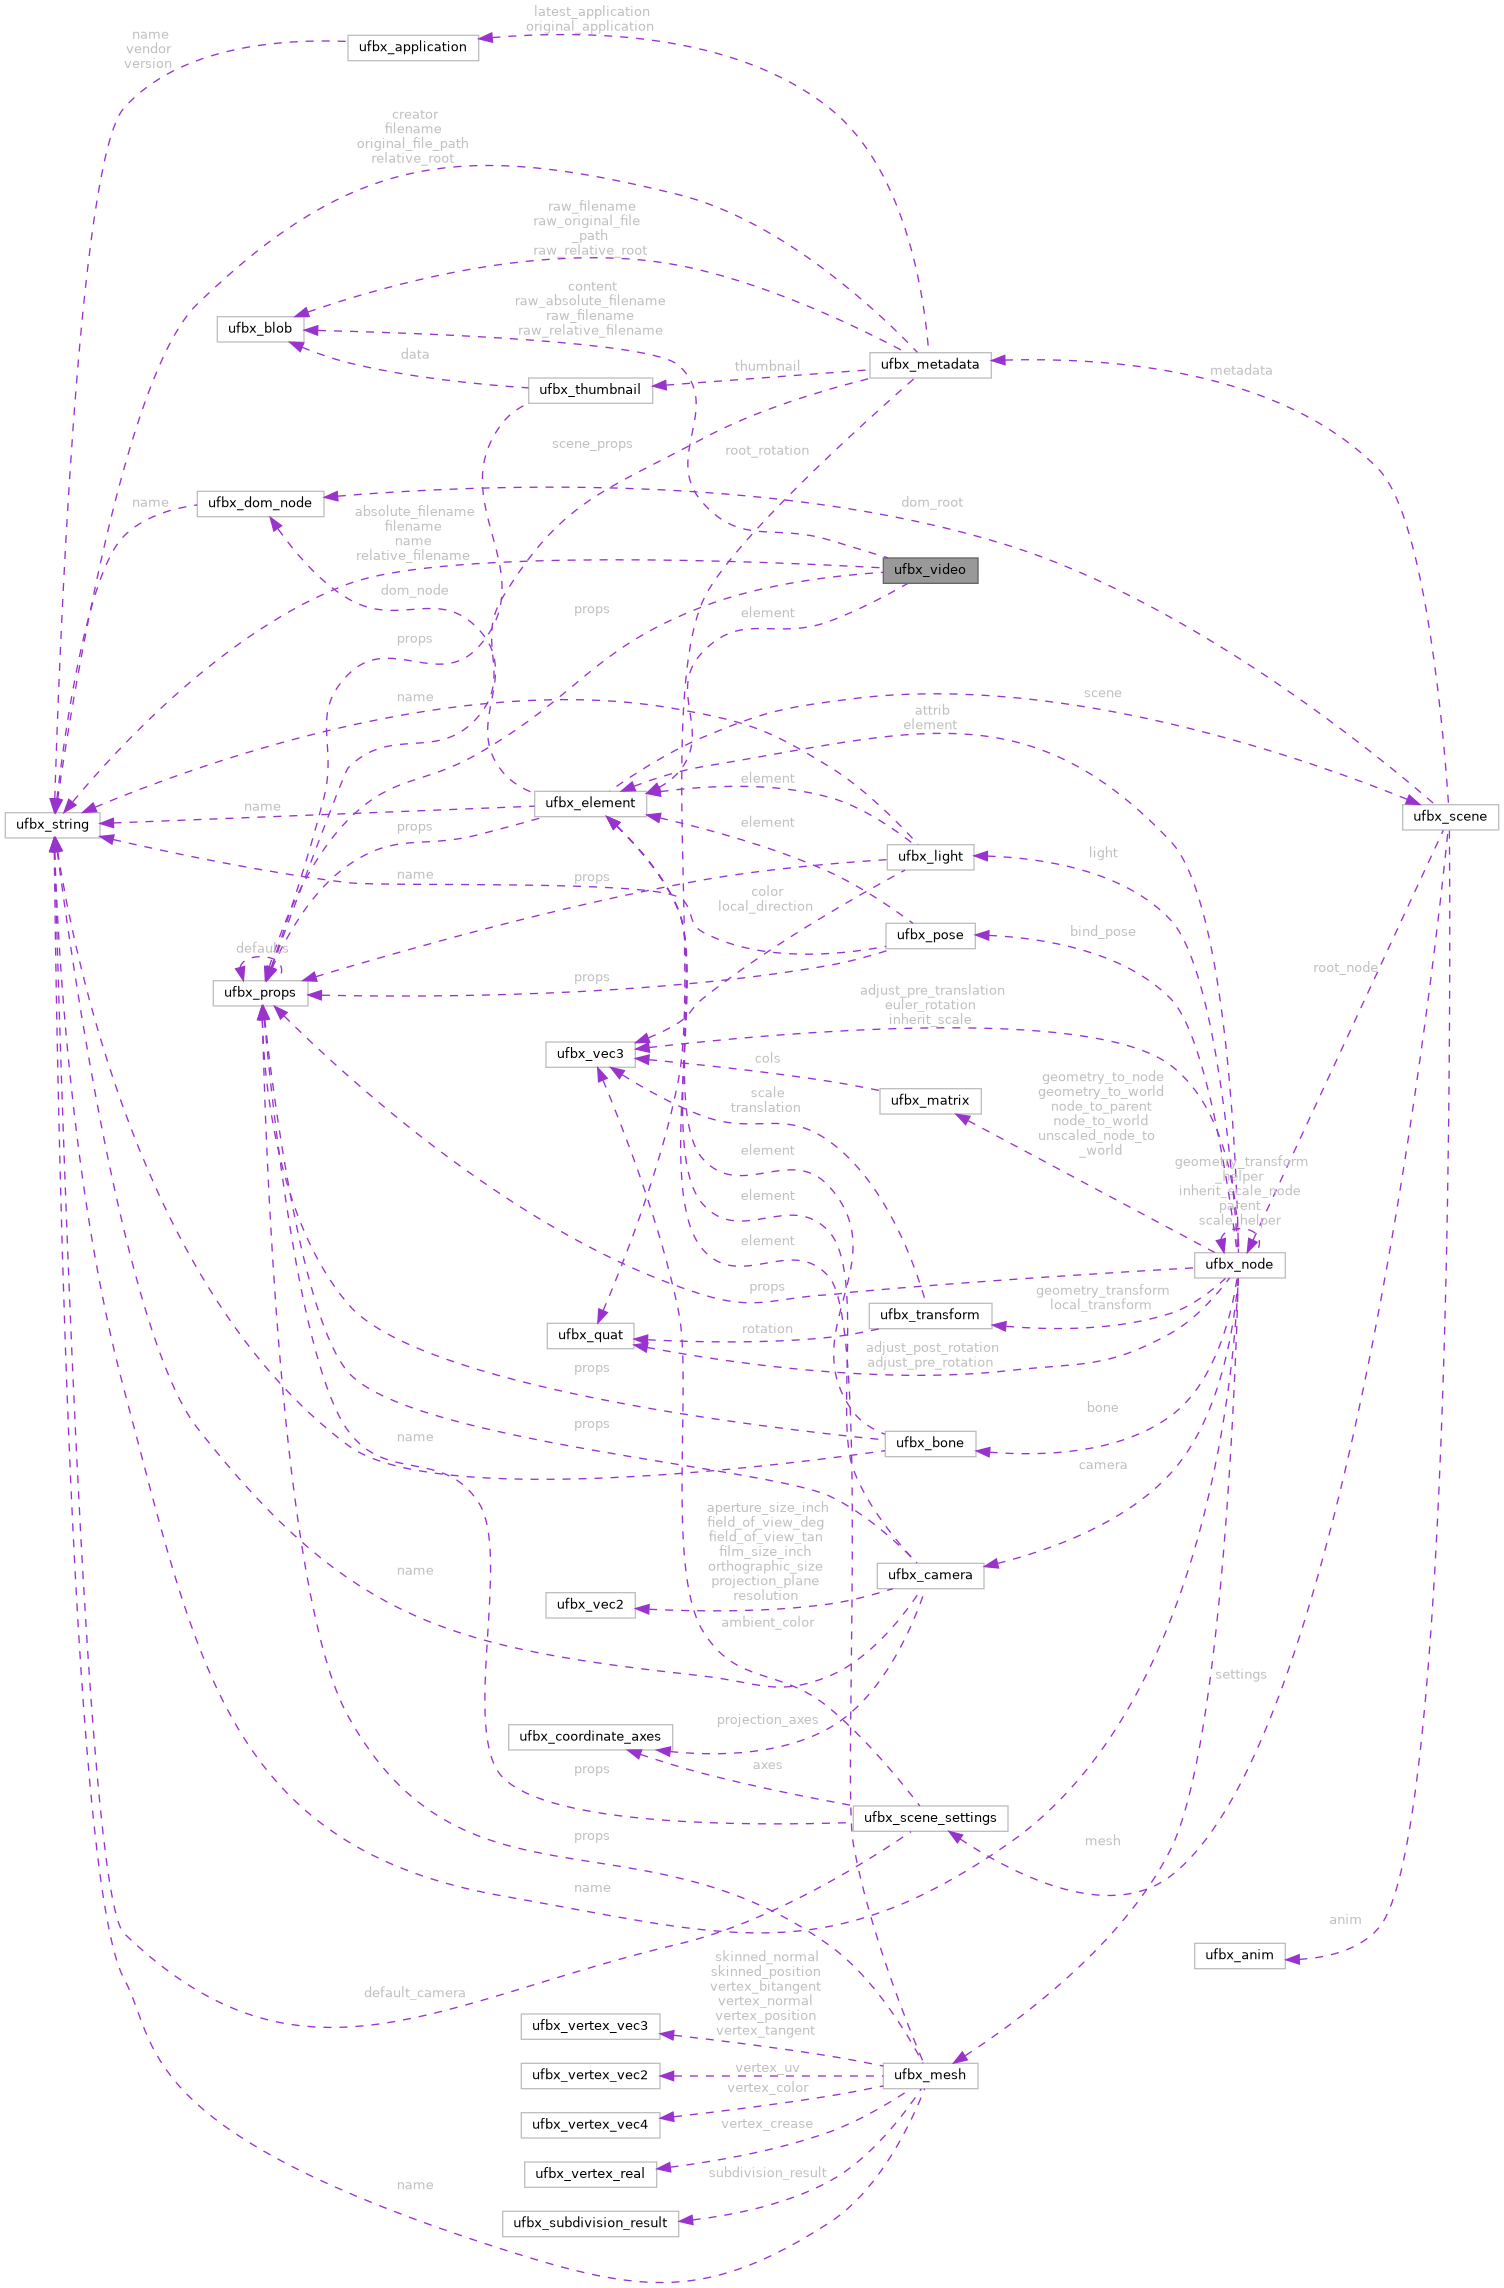 latest_application
original_application
name
vendor
version
ufbx_application
creator
filename
original_file_path
relative_root
raw_filename
raw_original_file
_path
raw_relative_root
content
raw_absolute_filename
raw_filename
raw_relative_filename
ufbx_blob
data
thumbnail
ufbx_metadata
metadata
ufbx_thumbnail
scene_props
root_rotation
name
ufbx_dom_node
dom_root
absolute_filename
filename
name
relative_filename
ufbx_video
dom_node
props
element
props
name
scene
attrib
element
element
ufbx_element
name
ufbx_string
ufbx_scene
props
element
light
ufbx_light
name
props
color
local_direction
bind_pose
ufbx_pose
defaults
root_node
props
ufbx_props
adjust_pre_translation
euler_rotation
inherit_scale
ufbx_vec3
cols
geometry_to_node
geometry_to_world
node_to_parent
node_to_world
unscaled_node_to
_world
ufbx_matrix
scale
translation
element
geometry_transform
_helper
inherit_scale_node
parent
scale_helper
element
element
ufbx_node
props
geometry_transform
local_transform
ufbx_transform
rotation
ufbx_quat
adjust_post_rotation
adjust_pre_rotation
props
bone
props
name
ufbx_bone
camera
aperture_size_inch
field_of_view_deg
field_of_view_tan
film_size_inch
orthographic_size
projection_plane
resolution
name
ufbx_camera
ufbx_vec2
ambient_color
settings
projection_axes
ufbx_coordinate_axes
axes
props
ufbx_scene_settings
props
mesh
name
anim
ufbx_anim
skinned_normal
skinned_position
vertex_bitangent
vertex_normal
vertex_position
vertex_tangent
default_camera
ufbx_vertex_vec3
vertex_uv
ufbx_mesh
ufbx_vertex_vec2
vertex_color
ufbx_vertex_vec4
vertex_crease
ufbx_vertex_real
subdivision_result
name
ufbx_subdivision_result